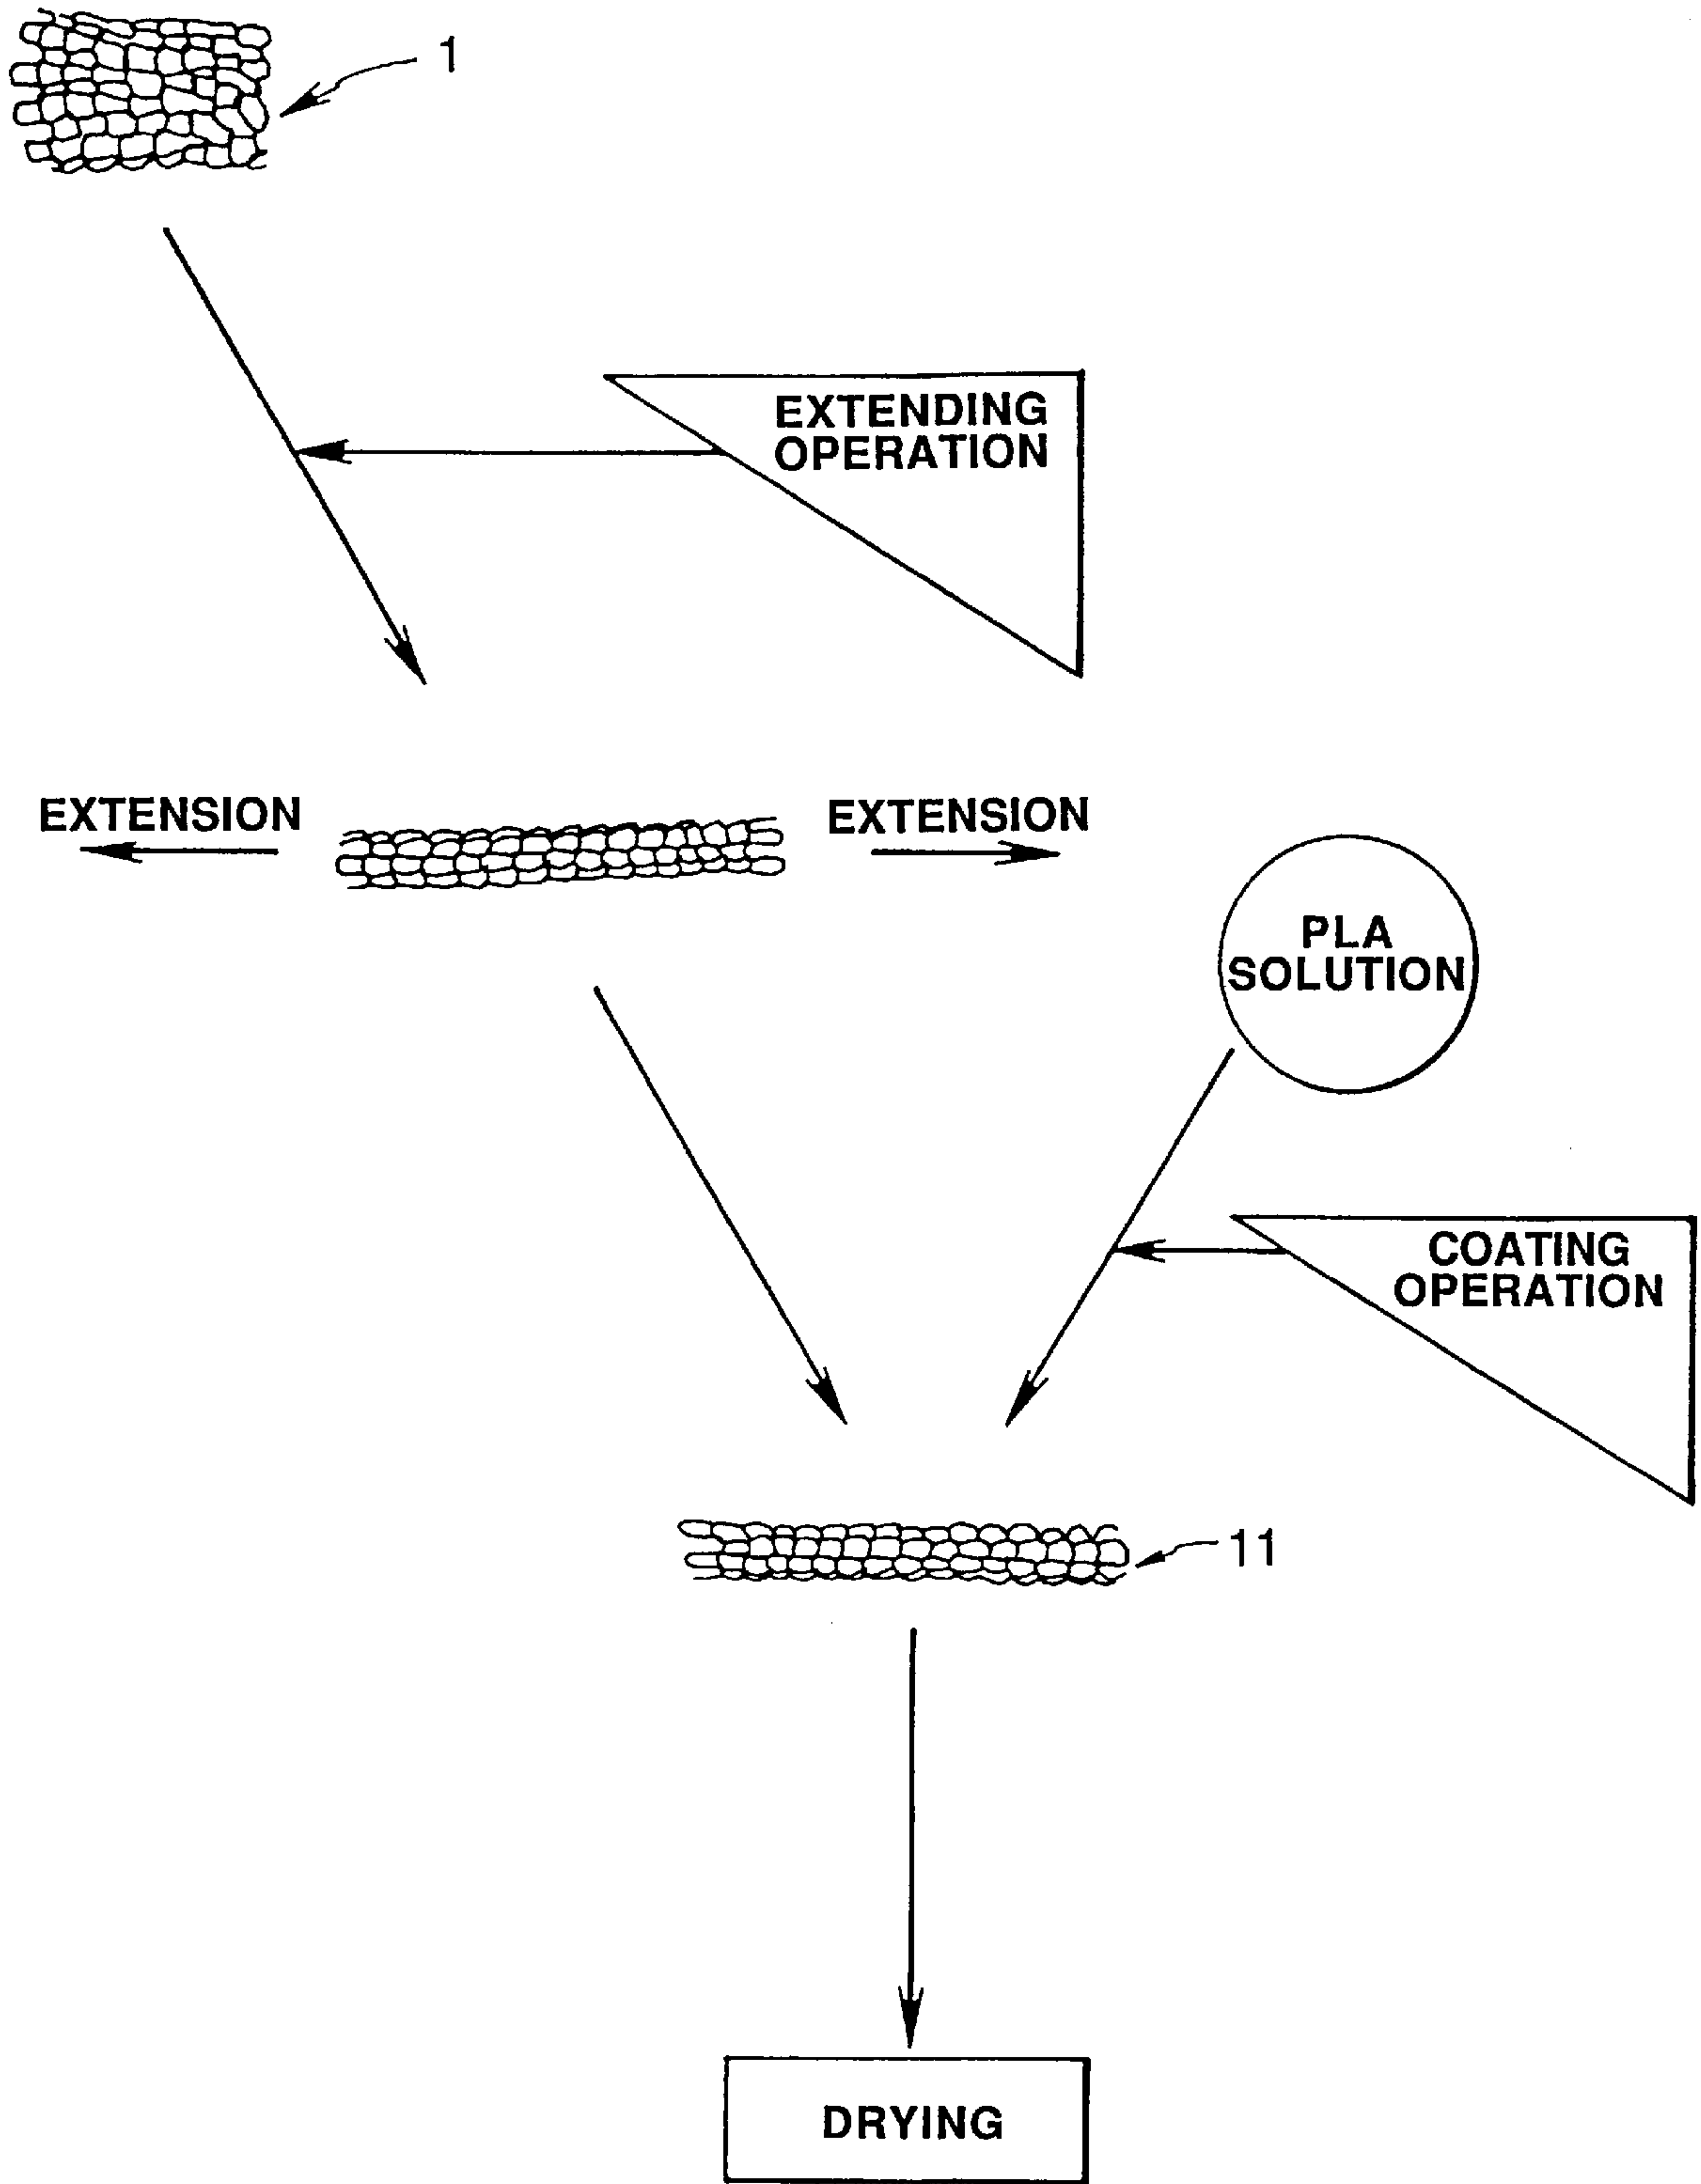 1
EXTENDING
OPERATION
EXTENSION
EXTENSION
PLA
SOLUTION
COATING
OPERATION
11
DRYING